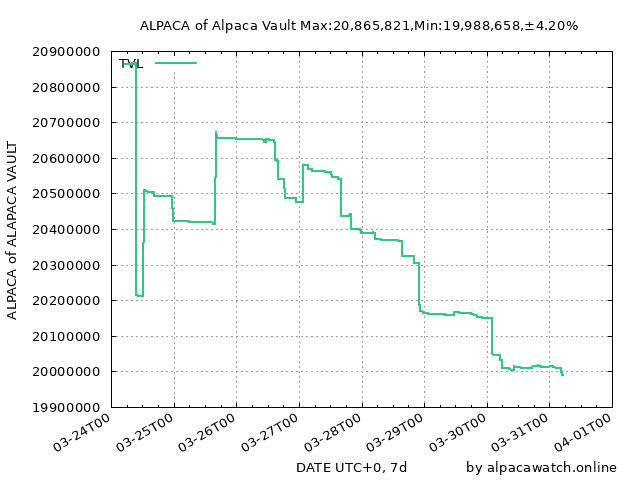 ALPACA of Alpaca Vault Max:20,865,821,Min:19,988,658,±4.20%
TVL
ALPACA of ALAPACA VAULT
20900000
20800000
20700000
20600000
20500000
20400000
20300000
20200000
20100000
20000000
19900000
03-24T00
03-25T00
03-26T00
03-27T00
03-28T00
03-29T00
03-30T00
03-31T00
04-01T00
DATE UTC+0, 7d
by alpacawatch.online